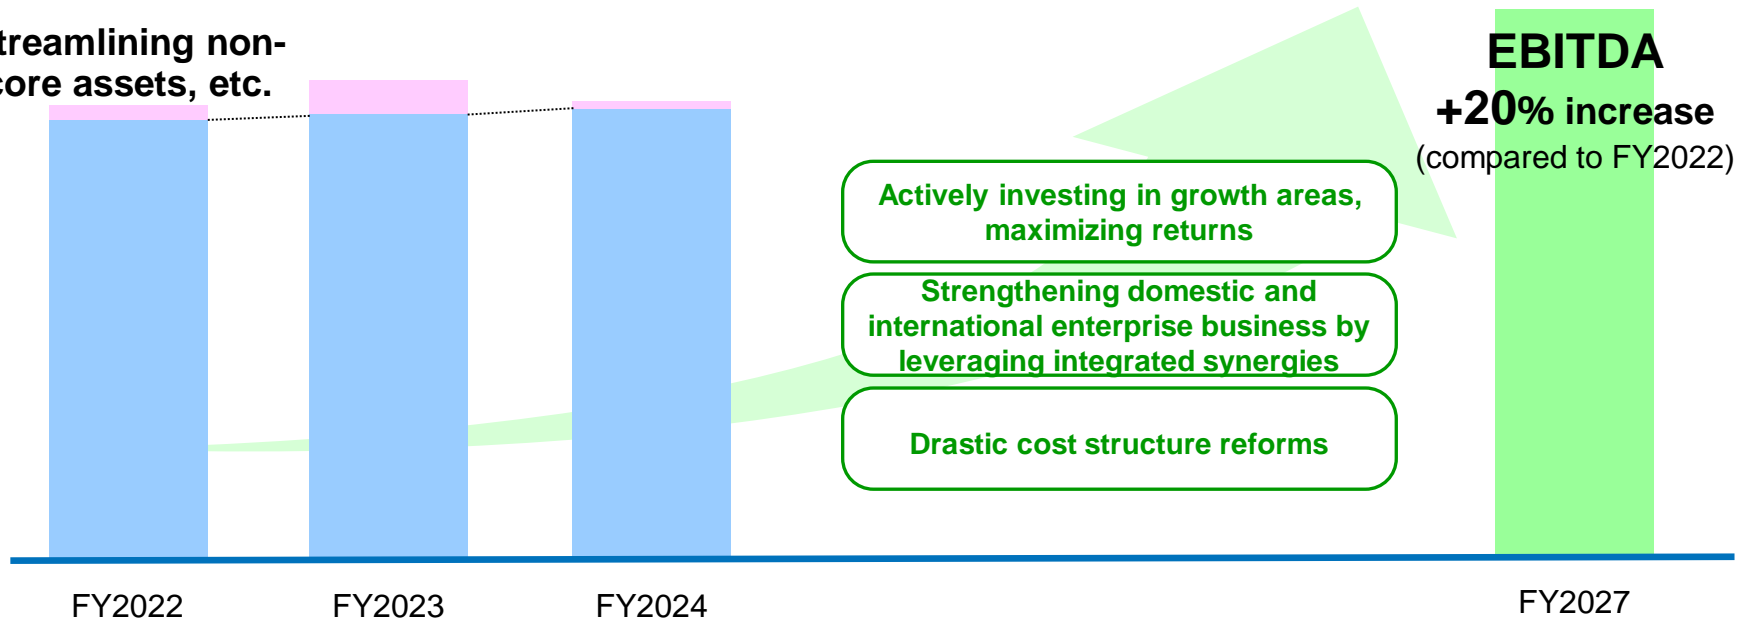 treamlining non-
core assets, etc.
EBITDA
+20% increase
(compared to FY2022)
Actively investing in growth areas,
maximizing returns
Strengthening domestic and
international enterprise business by
leveraging integrated synergies
Drastic cost structure reforms
FY2022
FY2023
FY2024
FY2027